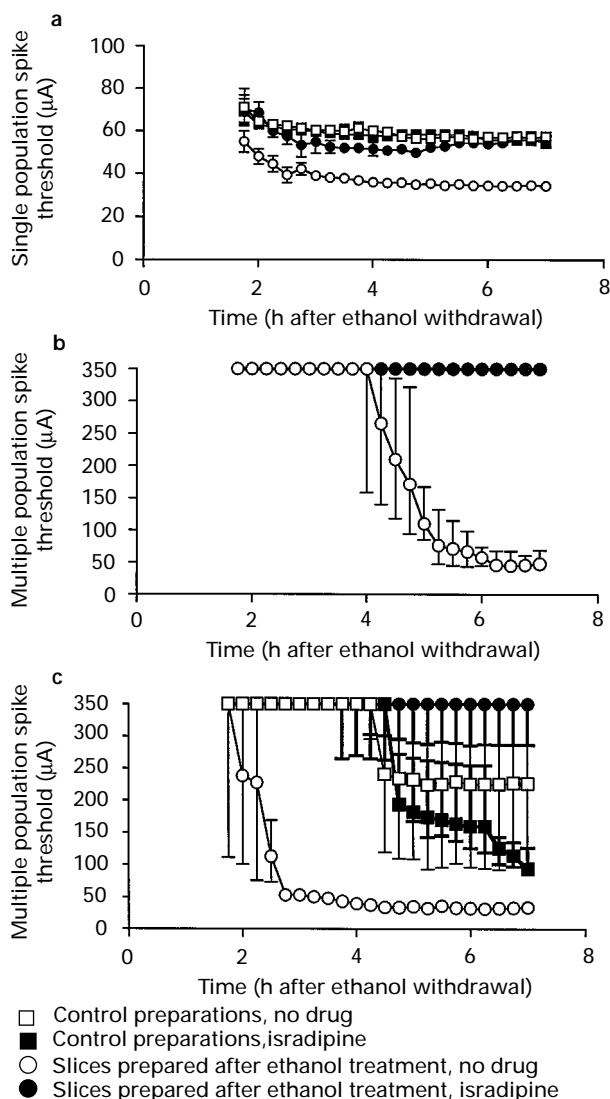 a
Single population spike
threshold (µA)
100
80
60
40
20
0
0
2
4
6
8
Time (h after ethanol withdrawal)
b
Multiple population spike
threshold (µA)
350
300
250
200
150
100
50
0
0
2
4
6
8
Time (h after ethanol withdrawal)
c
Multiple population spike
threshold (µA)
350
300
250
200
150
100
50
0
0
2
4
6
8
Time (h after ethanol withdrawal)
Control preparations, no drug
Control preparations,isradipine
Slices prepared after ethanol treatment, no drug
Slices prepared after ethanol treatment, isradipine